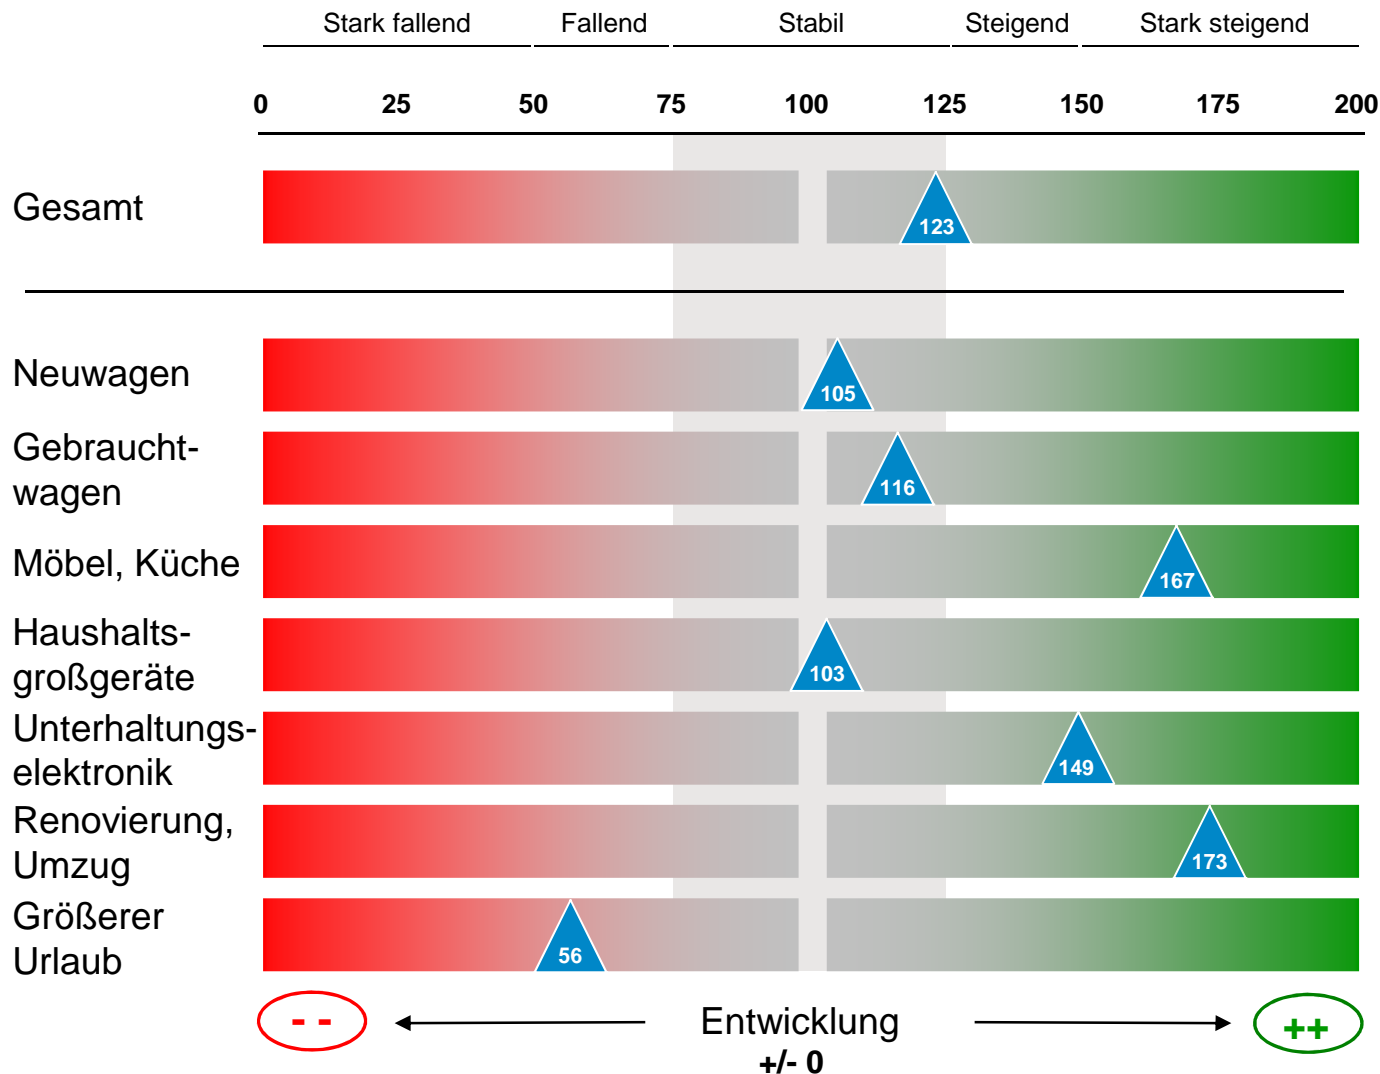 Stark fallend Fallend Stabil Steigend Stark steigend
0 25 50 75 100 125 150 175 200
Gesamt
123
Neuwagen
105
Gebraucht-
wagen
116
Möbel, Küche
167
Haushalts-
großgeräte
103
Unterhaltungs-
elektronik
149
Renovierung,
Umzug
173
Größerer
Urlaub
56
- - Entwicklung ++
+/- 0